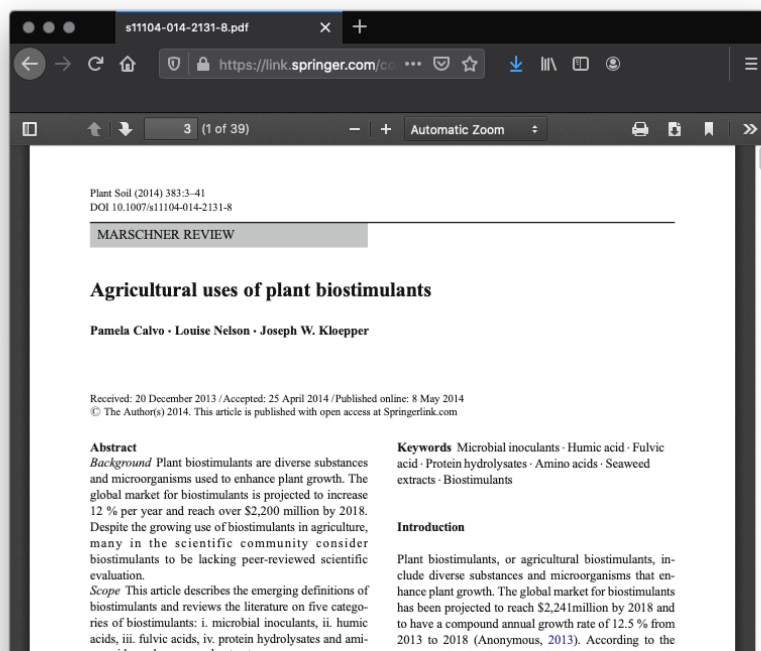 s11104-014-2131-8.pdf
https://link.springer.com/co
3 (1 of 39)
Automatic Zoom
Plant Soil (2014) 383:3–41
DOI 10.1007/s11104-014-2131-8
MARSCHNER REVIEW
Agricultural uses of plant biostimulants
Pamela Calvo · Louise Nelson · Joseph W. Kloepper
Received: 20 December 2013 / Accepted: 25 April 2014 / Published online: 8 May 2014
© The Author(s) 2014. This article is published with open access at Springerlink.com
Abstract
Background Plant biostimulants are diverse substances
and microorganisms used to enhance plant growth. The
global market for biostimulants is projected to increase
12 % per year and reach over $2,200 million by 2018.
Despite the growing use of biostimulants in agriculture,
many in the scientific community consider
biostimulants to be lacking peer-reviewed scientific
evaluation.
Scope This article describes the emerging definitions of
biostimulants and reviews the literature on five catego-
ries of biostimulants: i. microbial inoculants, ii. humic
acids, iii. fulvic acids, iv. protein hydrolysates and ami-
Keywords Microbial inoculants · Humic acid · Fulvic
acid · Protein hydrolysates · Amino acids · Seaweed
extracts · Biostimulants
Introduction
Plant biostimulants, or agricultural biostimulants, in-
clude diverse substances and microorganisms that en-
hance plant growth. The global market for biostimulants
has been projected to reach $2,241million by 2018 and
to have a compound annual growth rate of 12.5 % from
2013 to 2018 (Anonymous, 2013). According to the